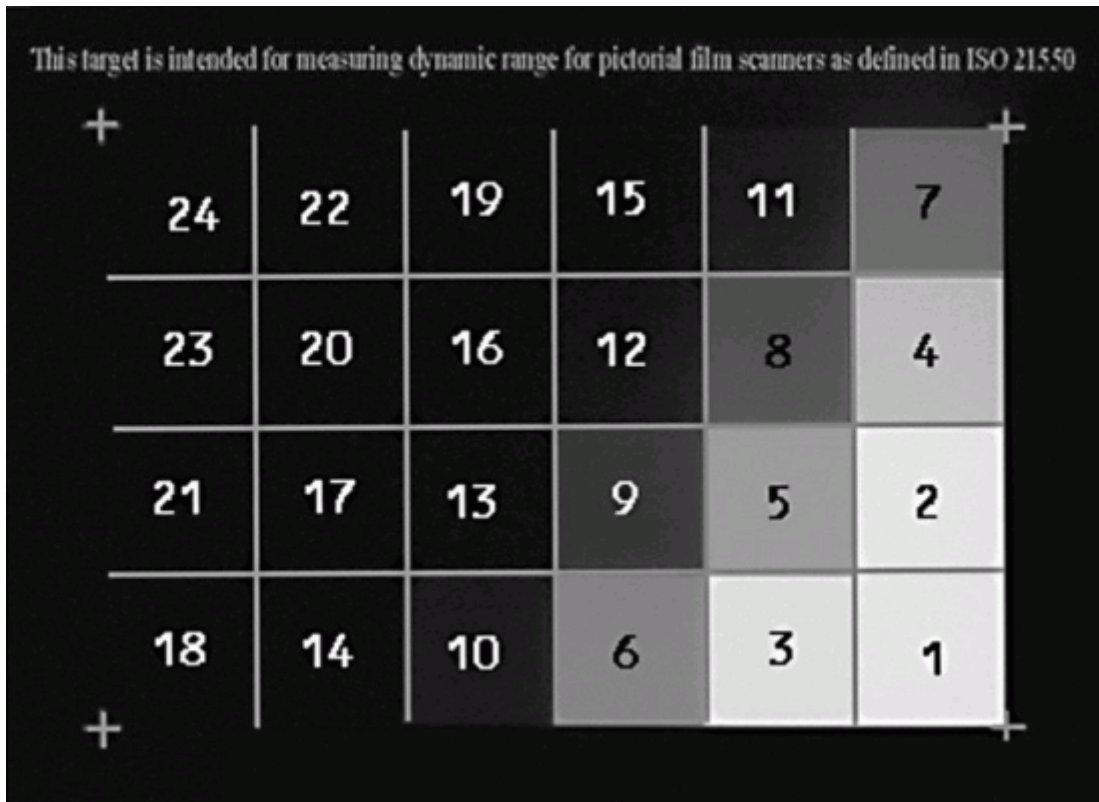 This target is intended for measuring dynamic range for pictorial film scanners as defined in ISO 21550
24 22 19 15 11 7
23 20 16 12 8 4
21 17 13 9 5 2
18 14 10 6 3 1